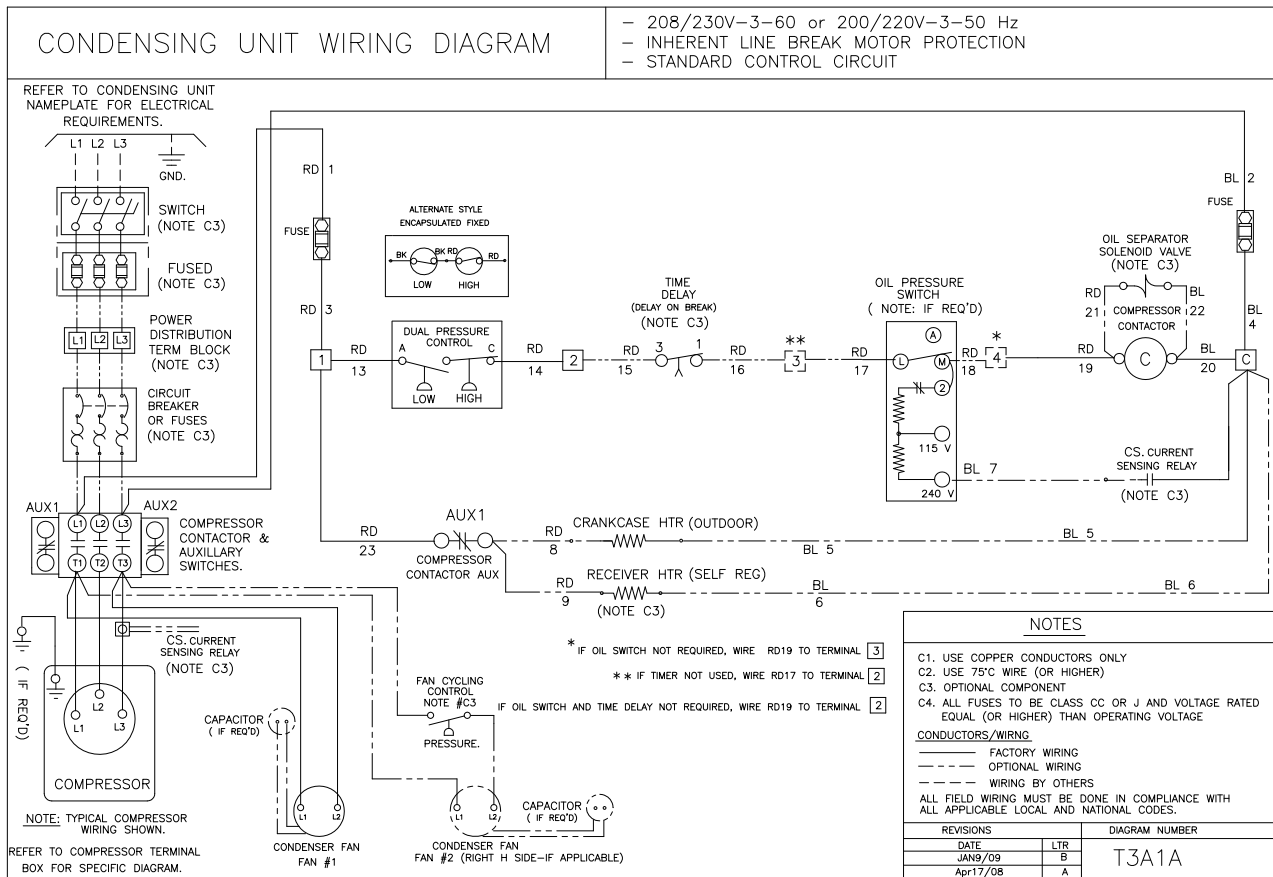 CONDENSING UNIT WIRING DIAGRAM
- 208/230V-3-60 or 200/220V-3-50 Hz
- INHERENT LINE BREAK MOTOR PROTECTION
- STANDARD CONTROL CIRCUIT
REFER TO CONDENSING UNIT
NAMEPLATE FOR ELECTRICAL
REQUIREMENTS.
L1 L2 L3
GND.
SWITCH
(NOTE C3)
FUSED
(NOTE C3)
POWER
DISTRIBUTION
TERM BLOCK
(NOTE C3)
L1 L2 L3
CIRCUIT
BREAKER
OR FUSES
(NOTE C3)
AUX1
AUX2
L1 L2 L3
T1 T2 T3
COMPRESSOR
CONTACTOR &
AUXILLARY
SWITCHES.
RD 1
FUSE
RD 3
1
RD
13
ALTERNATE STYLE
ENCAPSULATED FIXED
BK BK RD RD
LOW HIGH
DUAL PRESSURE
CONTROL
A C
LOW HIGH
RD
14
2
RD
15
TIME
DELAY
(DELAY ON BREAK)
(NOTE C3)
3 1
RD
16
**
3
RD
17
OIL PRESSURE
SWITCH
( NOTE: IF REQ'D)
A
L M
2
115 V
240 V
RD
18
*
4
RD
19
OIL SEPARATOR
SOLENOID VALVE
(NOTE C3)
RD
21
BL
22
COMPRESSOR
CONTACTOR
C
BL
20
C
BL 2
FUSE
BL
4
BL 7
CS. CURRENT
SENSING RELAY
(NOTE C3)
RD
23
AUX1
COMPRESSOR
CONTACTOR AUX
RD
8
CRANKCASE HTR (OUTDOOR)
BL 5
BL 5
RD
9
RECEIVER HTR (SELF REG)
(NOTE C3)
BL
6
BL 6
CS. CURRENT
SENSING RELAY
(NOTE C3)
( IF REQ'D)
L1 L2 L3
COMPRESSOR
NOTE: TYPICAL COMPRESSOR
WIRING SHOWN.
REFER TO COMPRESSOR TERMINAL
BOX FOR SPECIFIC DIAGRAM.
CAPACITOR
( IF REQ'D)
L1 L2
CONDENSER FAN
FAN #1
FAN CYCLING
CONTROL
NOTE #C3
PRESSURE.
L1 L2
CAPACITOR
( IF REQ'D)
CONDENSER FAN
FAN #2 (RIGHT H SIDE-IF APPLICABLE)
* IF OIL SWITCH NOT REQUIRED, WIRE RD19 TO TERMINAL 3
** IF TIMER NOT USED, WIRE RD17 TO TERMINAL 2
IF OIL SWITCH AND TIME DELAY NOT REQUIRED, WIRE RD19 TO TERMINAL 2
NOTES
C1. USE COPPER CONDUCTORS ONLY
C2. USE 75°C WIRE (OR HIGHER)
C3. OPTIONAL COMPONENT
C4. ALL FUSES TO BE CLASS CC OR J AND VOLTAGE RATED
EQUAL (OR HIGHER) THAN OPERATING VOLTAGE
CONDUCTORS/WIRNG
FACTORY WIRING
OPTIONAL WIRING
WIRING BY OTHERS
ALL FIELD WIRING MUST BE DONE IN COMPLIANCE WITH
ALL APPLICABLE LOCAL AND NATIONAL CODES.
REVISIONS
DIAGRAM NUMBER
DATE LTR
JAN9/09 B
Apr17/08 A
T3A1A